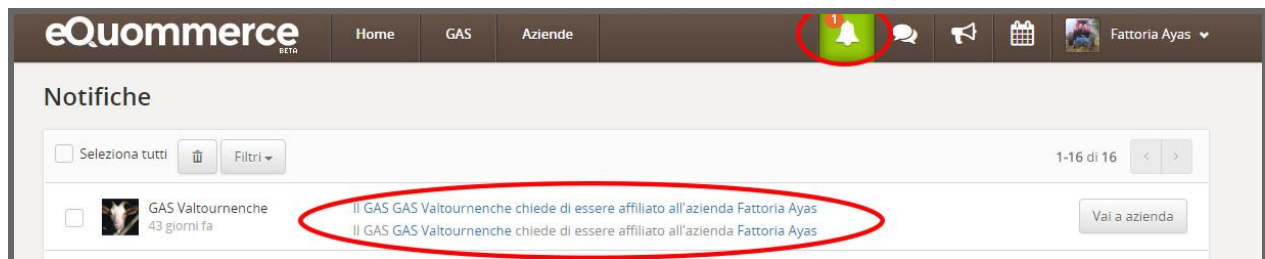 eQuommerce
BETA
Home GAS Aziende 1 Fattoria Ayas
Notifiche
Seleziona tutti Filtri 1-16 di 16 < >
GAS Valtournenche Il GAS GAS Valtournenche chiede di essere affiliato all'azienda Fattoria Ayas Vai a azienda
43 giorni fa Il GAS GAS Valtournenche chiede di essere affiliato all'azienda Fattoria Ayas